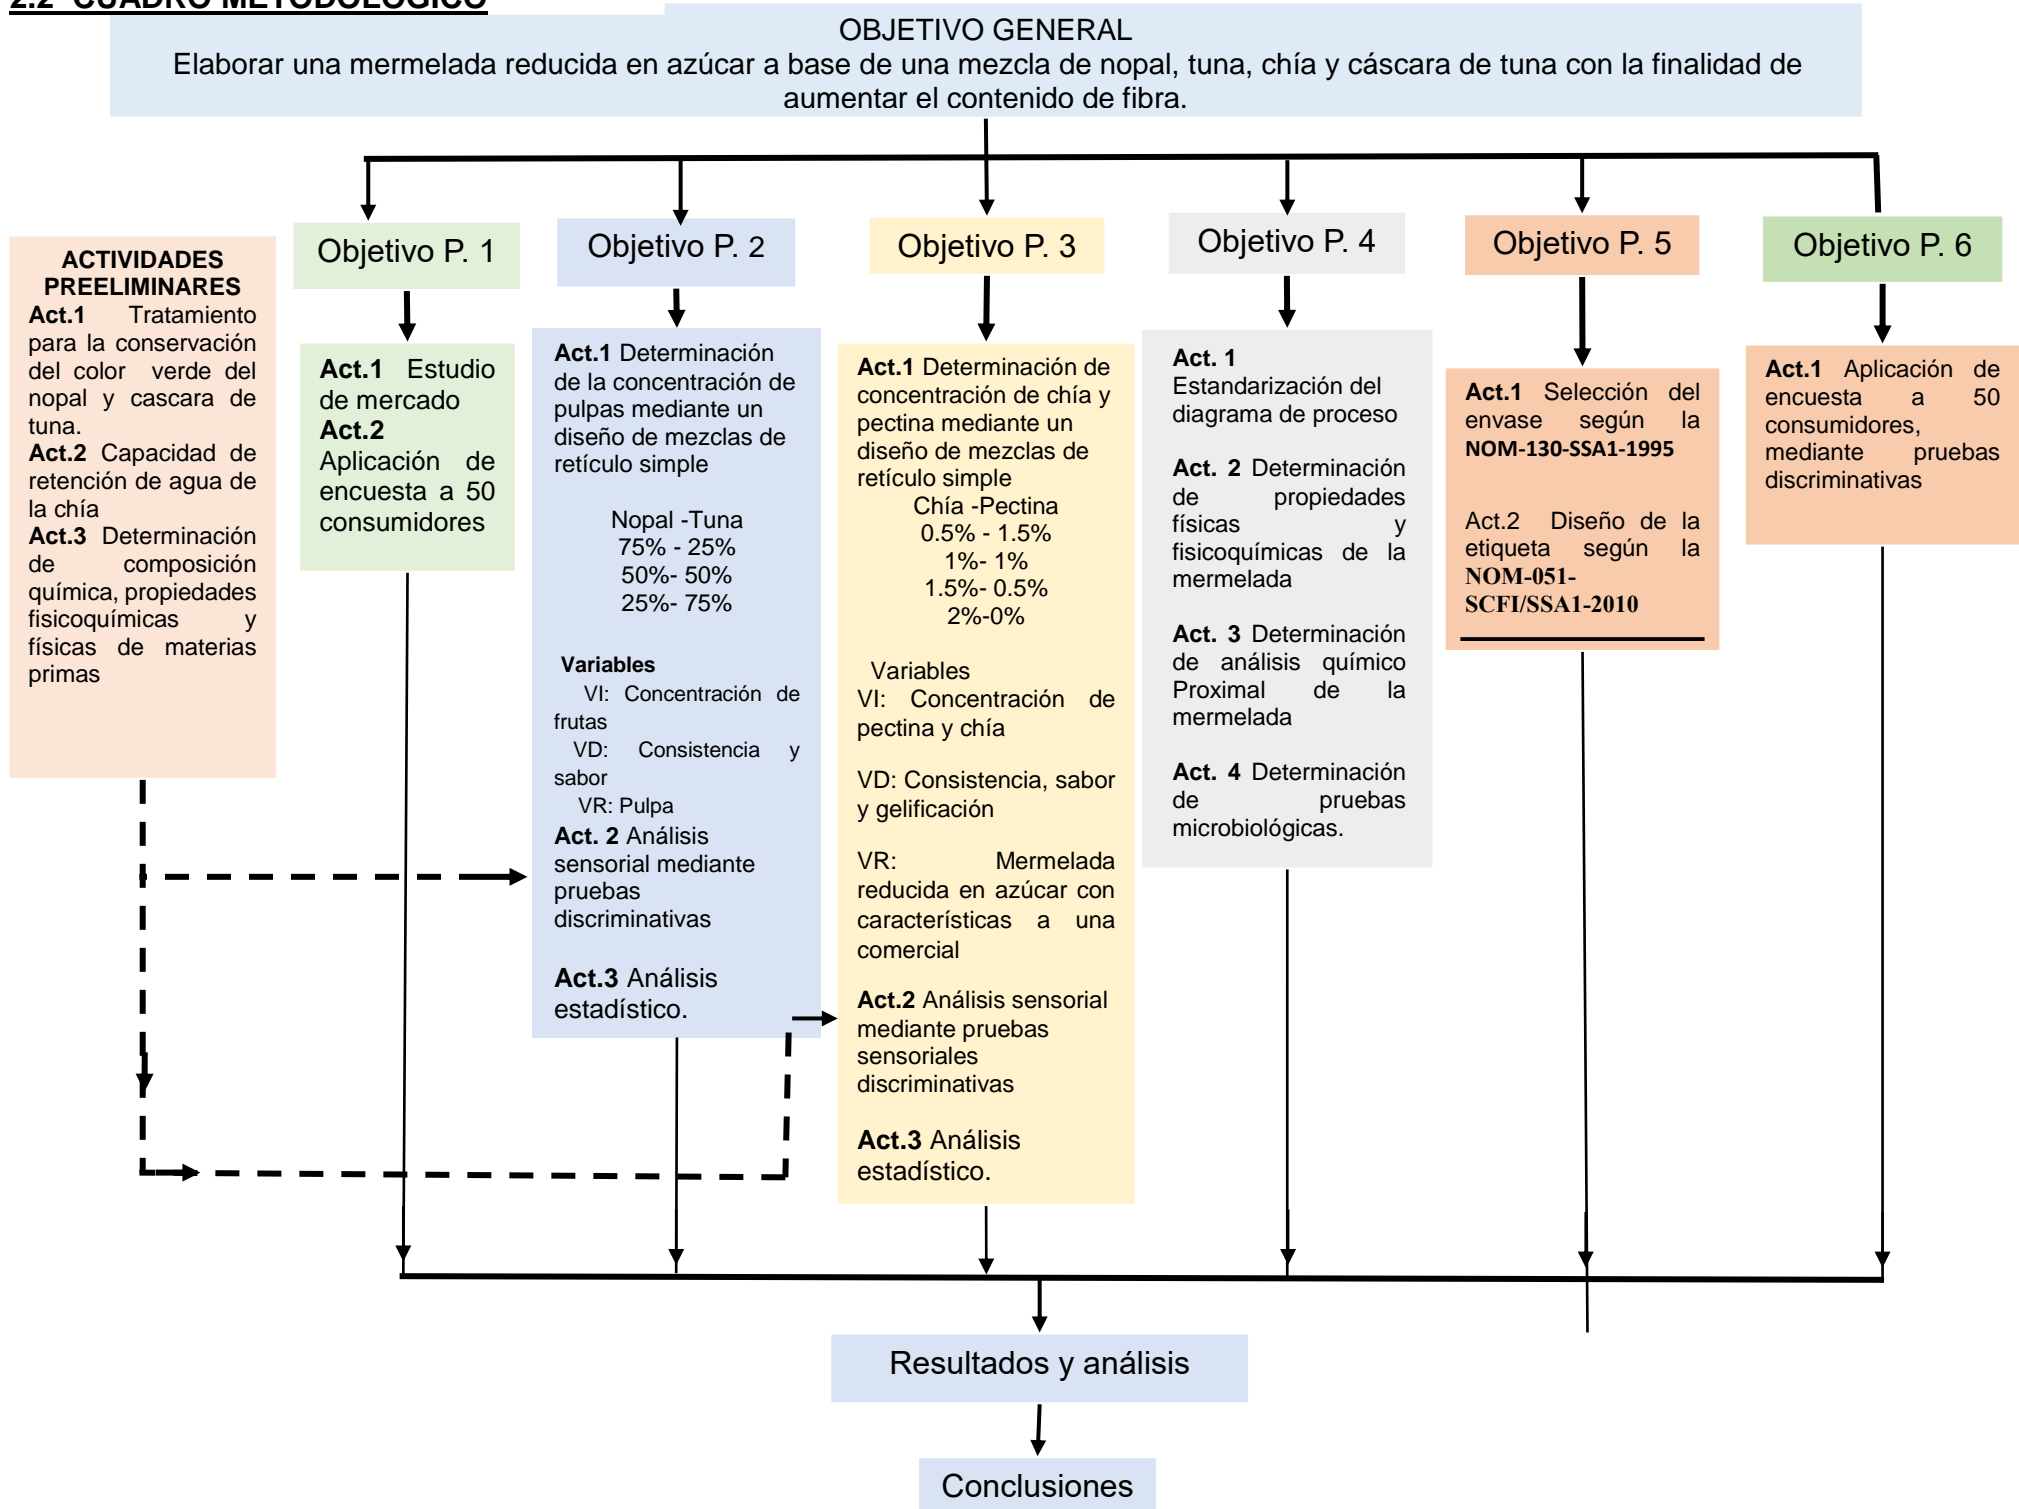 2.2 CUADRO METODOLÓGICO
OBJETIVO GENERAL
Elaborar una mermelada reducida en azúcar a base de una mezcla de nopal, tuna, chía y cáscara de tuna con la finalidad de
aumentar el contenido de fibra.
ACTIVIDADES
PREELIMINARES
Act.1 Tratamiento
para la conservación
del color verde del
nopal y cascara de
tuna.
Act.2 Capacidad de
retención de agua de
la chía
Act.3 Determinación
de composición
química, propiedades
fisicoquímicas y
físicas de materias
primas
Objetivo P. 1
Act.1 Estudio
de mercado
Act.2
Aplicación de
encuesta a 50
consumidores
Objetivo P. 2
Act.1 Determinación
de la concentración de
pulpas mediante un
diseño de mezclas de
retículo simple
Nopal -Tuna
75% - 25%
50%- 50%
25%- 75%
Variables
VI: Concentración de
frutas
VD: Consistencia y
sabor
VR: Pulpa
Act. 2 Análisis
sensorial mediante
pruebas
discriminativas
Act.3 Análisis
estadístico.
Objetivo P. 3
Act.1 Determinación de
concentración de chía y
pectina mediante un
diseño de mezclas de
retículo simple
Chía -Pectina
0.5% - 1.5%
1%- 1%
1.5%- 0.5%
2%-0%
Variables
VI: Concentración de
pectina y chía
VD: Consistencia, sabor
y gelificación
VR: Mermelada
reducida en azúcar con
características a una
comercial
Act.2 Análisis sensorial
mediante pruebas
sensoriales
discriminativas
Act.3 Análisis
estadístico.
Objetivo P. 4
Act. 1
Estandarización del
diagrama de proceso
Act. 2 Determinación
de propiedades
físicas y
fisicoquímicas de la
mermelada
Act. 3 Determinación
de análisis químico
Proximal de la
mermelada
Act. 4 Determinación
de pruebas
microbiológicas.
Objetivo P. 5
Act.1 Selección del
envase según la
NOM-130-SSA1-1995
Act.2 Diseño de la
etiqueta según la
NOM-051-
SCFI/SSA1-2010
Objetivo P. 6
Act.1 Aplicación de
encuesta a 50
consumidores,
mediante pruebas
discriminativas
Resultados y análisis
Conclusiones